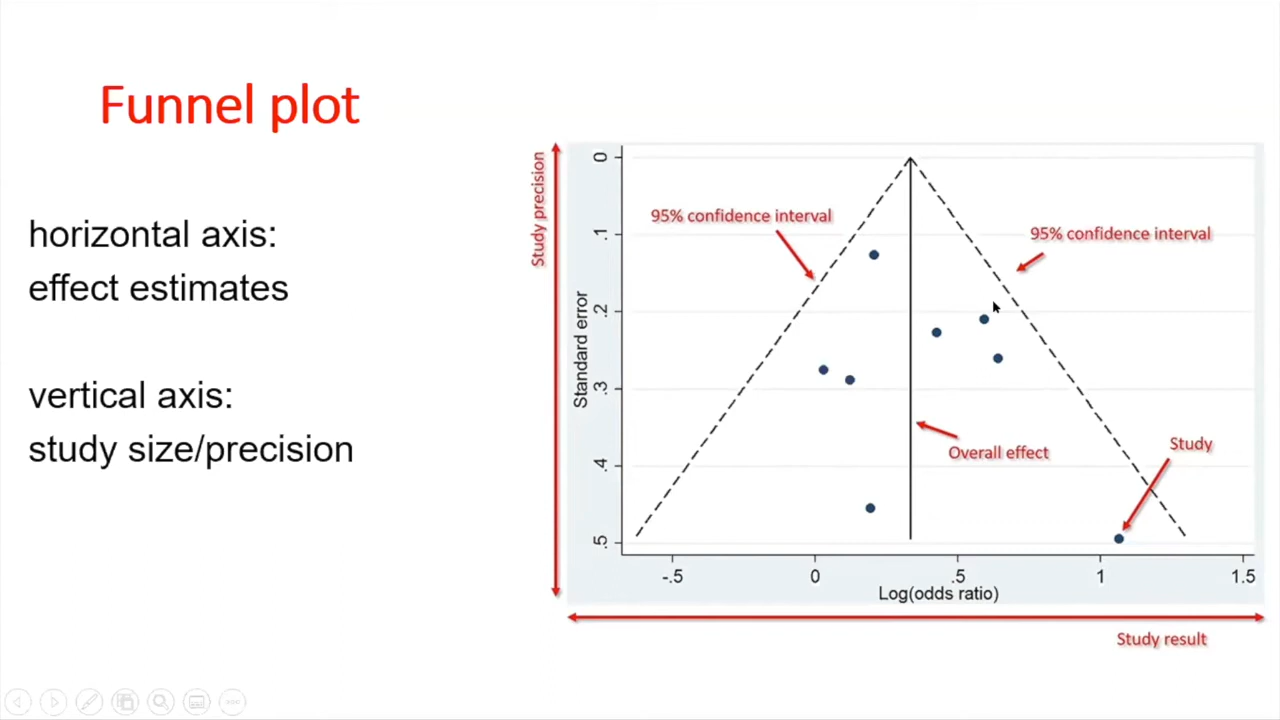 Funnel plot
horizontal axis:
effect estimates
vertical axis:
study size/precision
Study precision
95% confidence interval
95% confidence interval
Overall effect
Study
Standard error
0
.1
.2
.3
.4
.5
-.5
0
.5
1
1.5
Log(odds ratio)
Study result